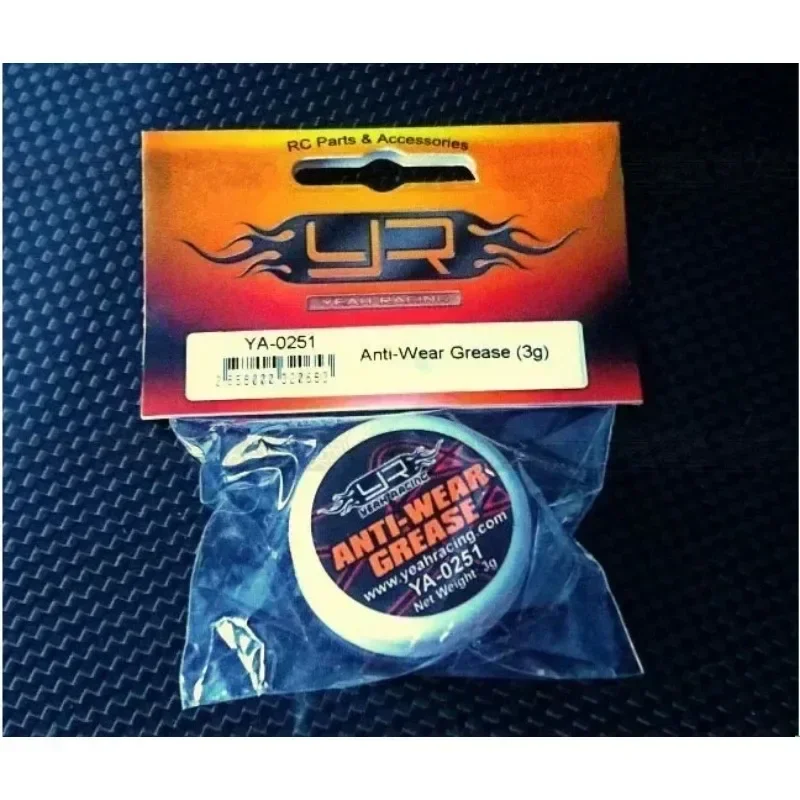 RC Parts & Accessories
YR
YEAH RACING
YA-0251
Anti-Wear Grease (3g)
YR
YEAH RACING
ANTI-WEAR
GREASE
www.yeahracing.com
YA-0251
Net Weight: 3g